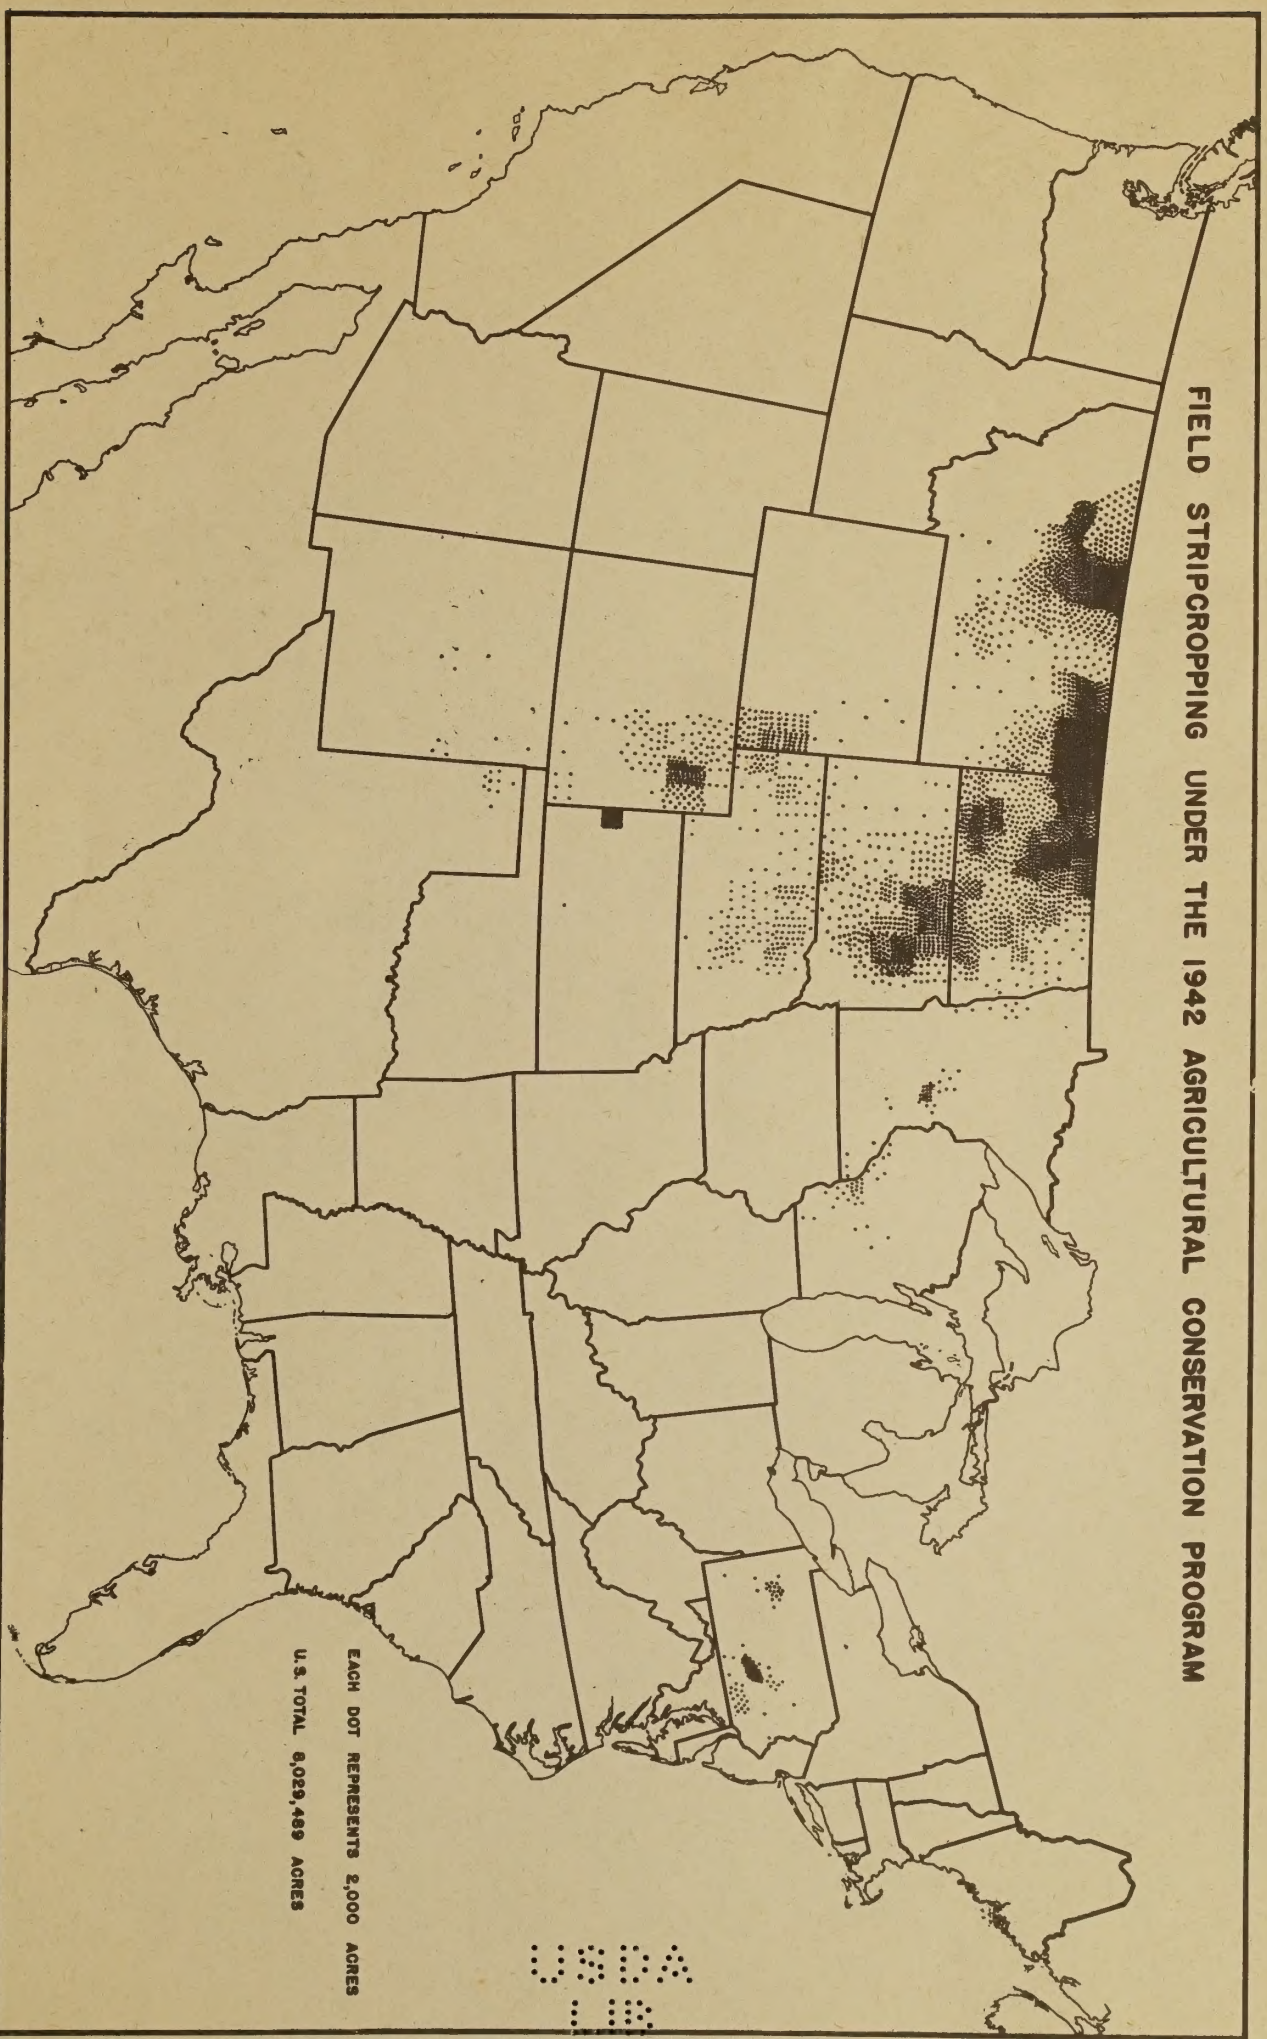 FIELD STRIPCROPPING UNDER THE 1942 AGRICULTURAL CONSERVATION PROGRAM
EACH DOT REPRESENTS 2,000 ACRES
U.S. TOTAL 8,029,489 ACRES
USDA
LIB